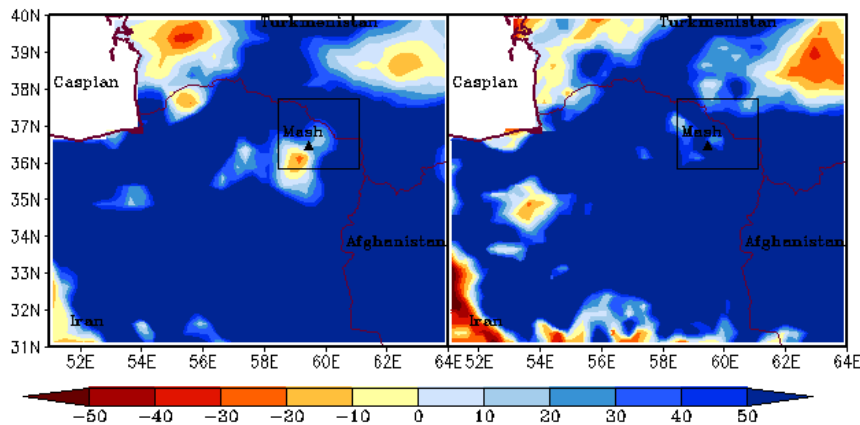 40N
39N
38N
37N
36N
35N
34N
33N
32N
31N
Turkmenistan
Caspian
Mash
Afghanistan
Iran
52E 54E 56E 58E 60E 62E 64E
Turkmenistan
Caspian
Mash
Afghanistan
Iran
52E 54E 56E 58E 60E 62E 64E
-50 -40 -30 -20 -10 0 10 20 30 40 50